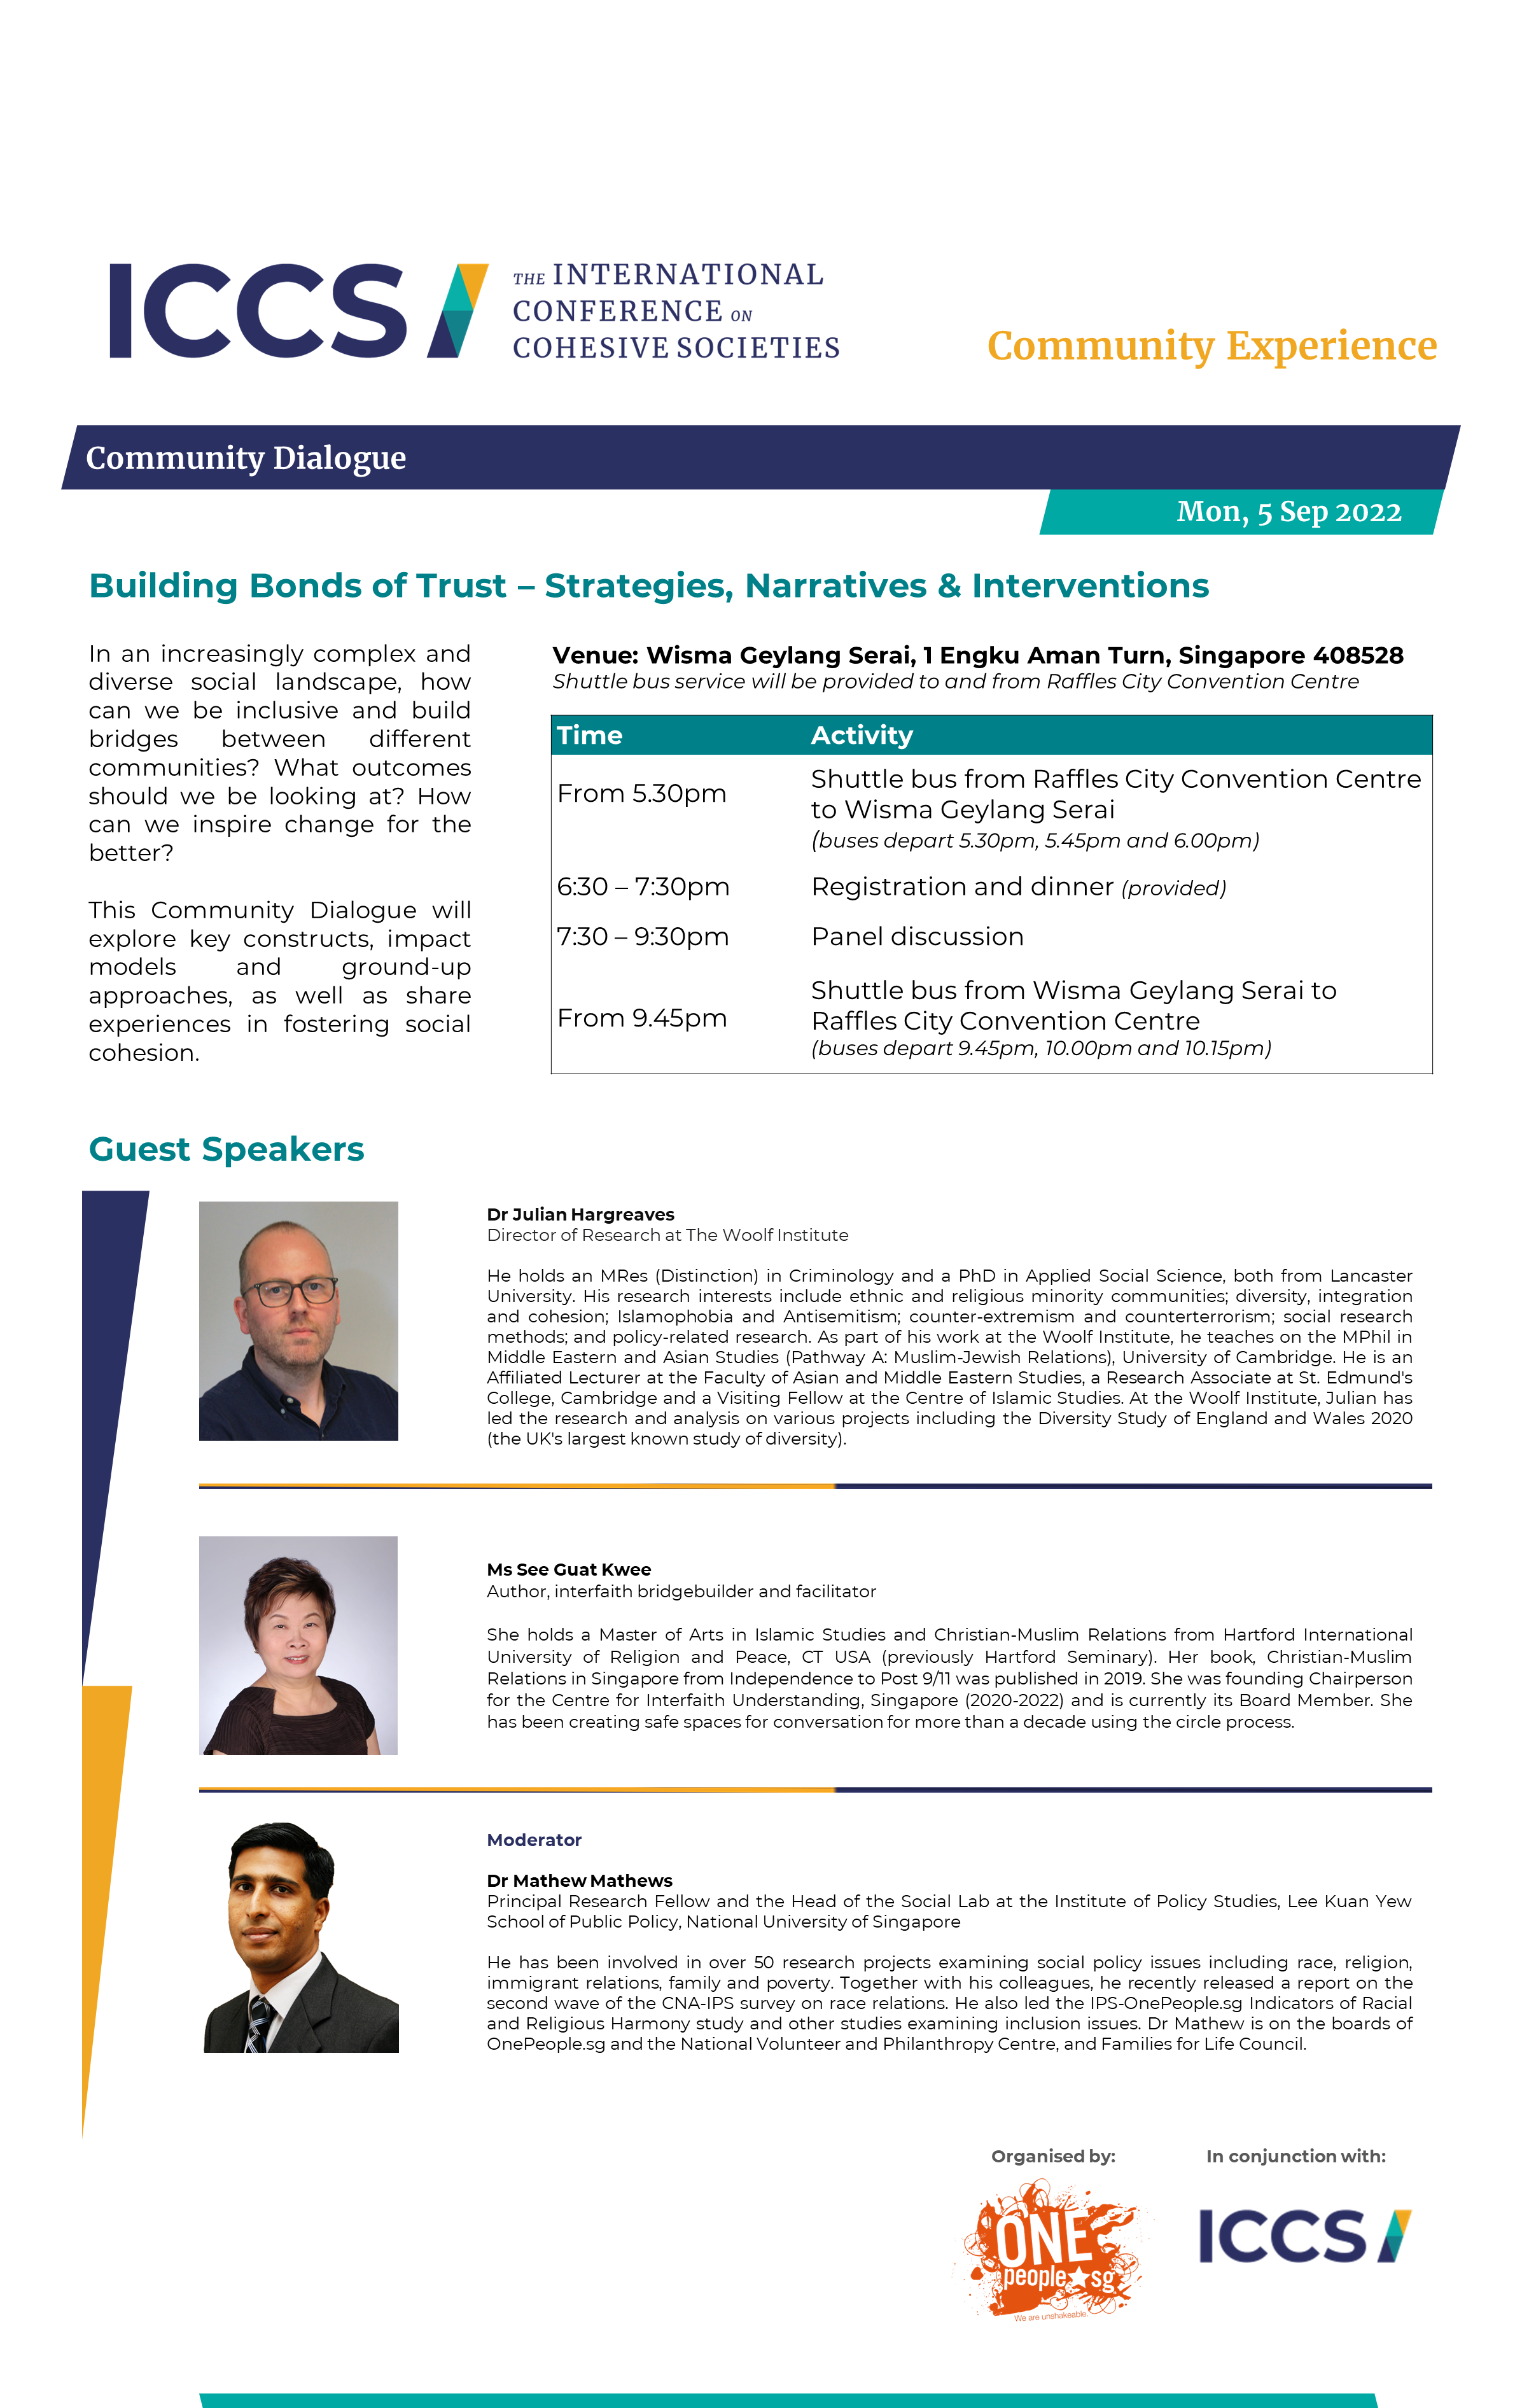 ICCS
THE INTERNATIONAL
CONFERENCE ON
COHESIVE SOCIETIES
Community Experience
Community Dialogue
Mon, 5 Sep 2022
Building Bonds of Trust – Strategies, Narratives & Interventions
In an increasingly complex and
diverse social landscape, how
can we be inclusive and build
bridges between different
communities? What outcomes
should we be looking at? How
can we inspire change for the
better?
This Community Dialogue will
explore key constructs, impact
models and ground-up
approaches, as well as share
experiences in fostering social
cohesion.
Venue: Wisma Geylang Serai, 1 Engku Aman Turn, Singapore 408528
Shuttle bus service will be provided to and from Raffles City Convention Centre
Time Activity
From 5.30pm
Shuttle bus from Raffles City Convention Centre
to Wisma Geylang Serai
(buses depart 5.30pm, 5.45pm and 6.00pm)
6:30 – 7:30pm Registration and dinner (provided)
7:30 – 9:30pm Panel discussion
From 9.45pm
Shuttle bus from Wisma Geylang Serai to
Raffles City Convention Centre
(buses depart 9.45pm, 10.00pm and 10.15pm)
Guest Speakers
Dr Julian Hargreaves
Director of Research at The Woolf Institute
He holds an MRes (Distinction) in Criminology and a PhD in Applied Social Science, both from Lancaster
University. His research interests include ethnic and religious minority communities; diversity, integration
and cohesion; Islamophobia and Antisemitism; counter-extremism and counterterrorism; social research
methods; and policy-related research. As part of his work at the Woolf Institute, he teaches on the MPhil in
Middle Eastern and Asian Studies (Pathway A: Muslim-Jewish Relations), University of Cambridge. He is an
Affiliated Lecturer at the Faculty of Asian and Middle Eastern Studies, a Research Associate at St. Edmund's
College, Cambridge and a Visiting Fellow at the Centre of Islamic Studies. At the Woolf Institute, Julian has
led the research and analysis on various projects including the Diversity Study of England and Wales 2020
(the UK's largest known study of diversity).
Ms See Guat Kwee
Author, interfaith bridgebuilder and facilitator
She holds a Master of Arts in Islamic Studies and Christian-Muslim Relations from Hartford International
University of Religion and Peace, CT USA (previously Hartford Seminary). Her book, Christian-Muslim
Relations in Singapore from Independence to Post 9/11 was published in 2019. She was founding Chairperson
for the Centre for Interfaith Understanding, Singapore (2020-2022) and is currently its Board Member. She
has been creating safe spaces for conversation for more than a decade using the circle process.
Moderator
Dr Mathew Mathews
Principal Research Fellow and the Head of the Social Lab at the Institute of Policy Studies, Lee Kuan Yew
School of Public Policy, National University of Singapore
He has been involved in over 50 research projects examining social policy issues including race, religion,
immigrant relations, family and poverty. Together with his colleagues, he recently released a report on the
second wave of the CNA-IPS survey on race relations. He also led the IPS-OnePeople.sg Indicators of Racial
and Religious Harmony study and other studies examining inclusion issues. Dr Mathew is on the boards of
OnePeople.sg and the National Volunteer and Philanthropy Centre, and Families for Life Council.
Organised by:
ONE
people sg
We are unshakeable.
In conjunction with:
ICCS